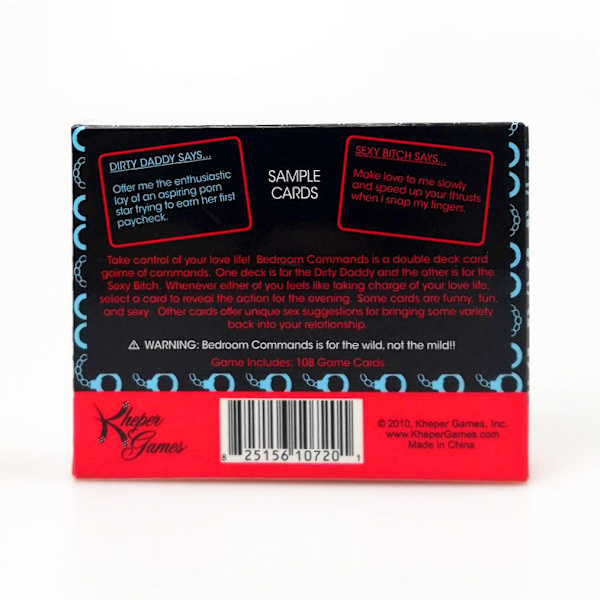 DIRTY DADDY SAYS...
Offer me the enthusiastic
lay of an aspiring porn
star trying to earn her first
paycheck.
SAMPLE
CARDS
SEXY BITCH SAYS...
Make love to me slowly
and speed up your thrusts
when I snap my fingers.
Take control of your love life! Bedroom Commands is a double deck card
gaime of commands. One deck is for the Dirty Daddy and the other is for the
Sexy Bitch. Whenever either of you feels like taking charge of your love life,
select a card to reveal the action for the evening. Some cards are funny, fun,
and sexy. Other cards offer unique sex suggestions for bringing some variety
back into your relationship.
⚠ WARNING: Bedroom Commands is for the wild, not the mild!!
Game Includes: 108 Game Cards
Kheper
Games
8 25156 10720 1
© 2010, Kheper Games, Inc.
www.KheperGames.com
Made in China